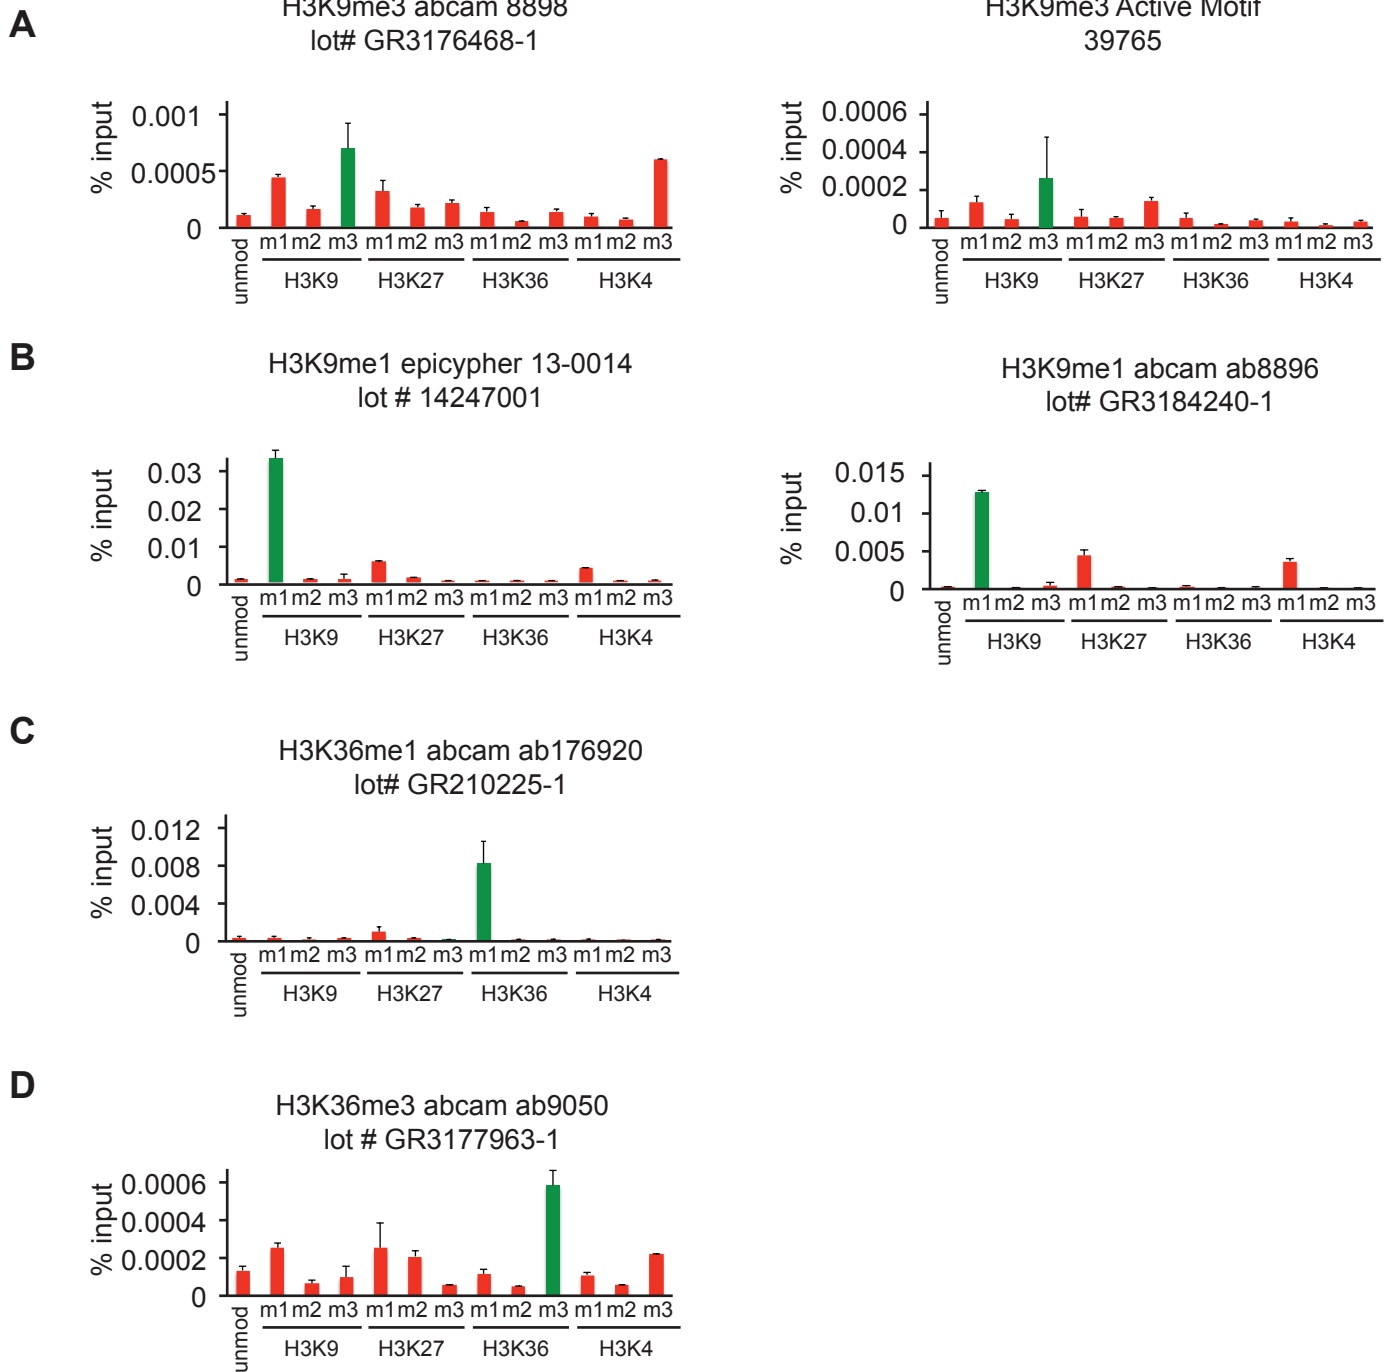 A
H3K9me3 abcam 8898
lot# GR3176468-1
% input
0.001
0.0005
0
unmod
m1 m2 m3 m1 m2 m3 m1 m2 m3 m1 m2 m3
H3K9 H3K27 H3K36 H3K4
H3K9me3 Active Motif
39765
% input
0.0006
0.0004
0.0002
0
unmod
m1 m2 m3 m1 m2 m3 m1 m2 m3 m1 m2 m3
H3K9 H3K27 H3K36 H3K4
B
H3K9me1 epicypher 13-0014
lot # 14247001
% input
0.03
0.02
0.01
0
unmod
m1 m2 m3 m1 m2 m3 m1 m2 m3 m1 m2 m3
H3K9 H3K27 H3K36 H3K4
H3K9me1 abcam ab8896
lot# GR3184240-1
% input
0.015
0.01
0.005
0
unmod
m1 m2 m3 m1 m2 m3 m1 m2 m3 m1 m2 m3
H3K9 H3K27 H3K36 H3K4
C
H3K36me1 abcam ab176920
lot# GR210225-1
% input
0.012
0.008
0.004
0
unmod
m1 m2 m3 m1 m2 m3 m1 m2 m3 m1 m2 m3
H3K9 H3K27 H3K36 H3K4
D
H3K36me3 abcam ab9050
lot # GR3177963-1
% input
0.0006
0.0004
0.0002
0
unmod
m1 m2 m3 m1 m2 m3 m1 m2 m3 m1 m2 m3
H3K9 H3K27 H3K36 H3K4